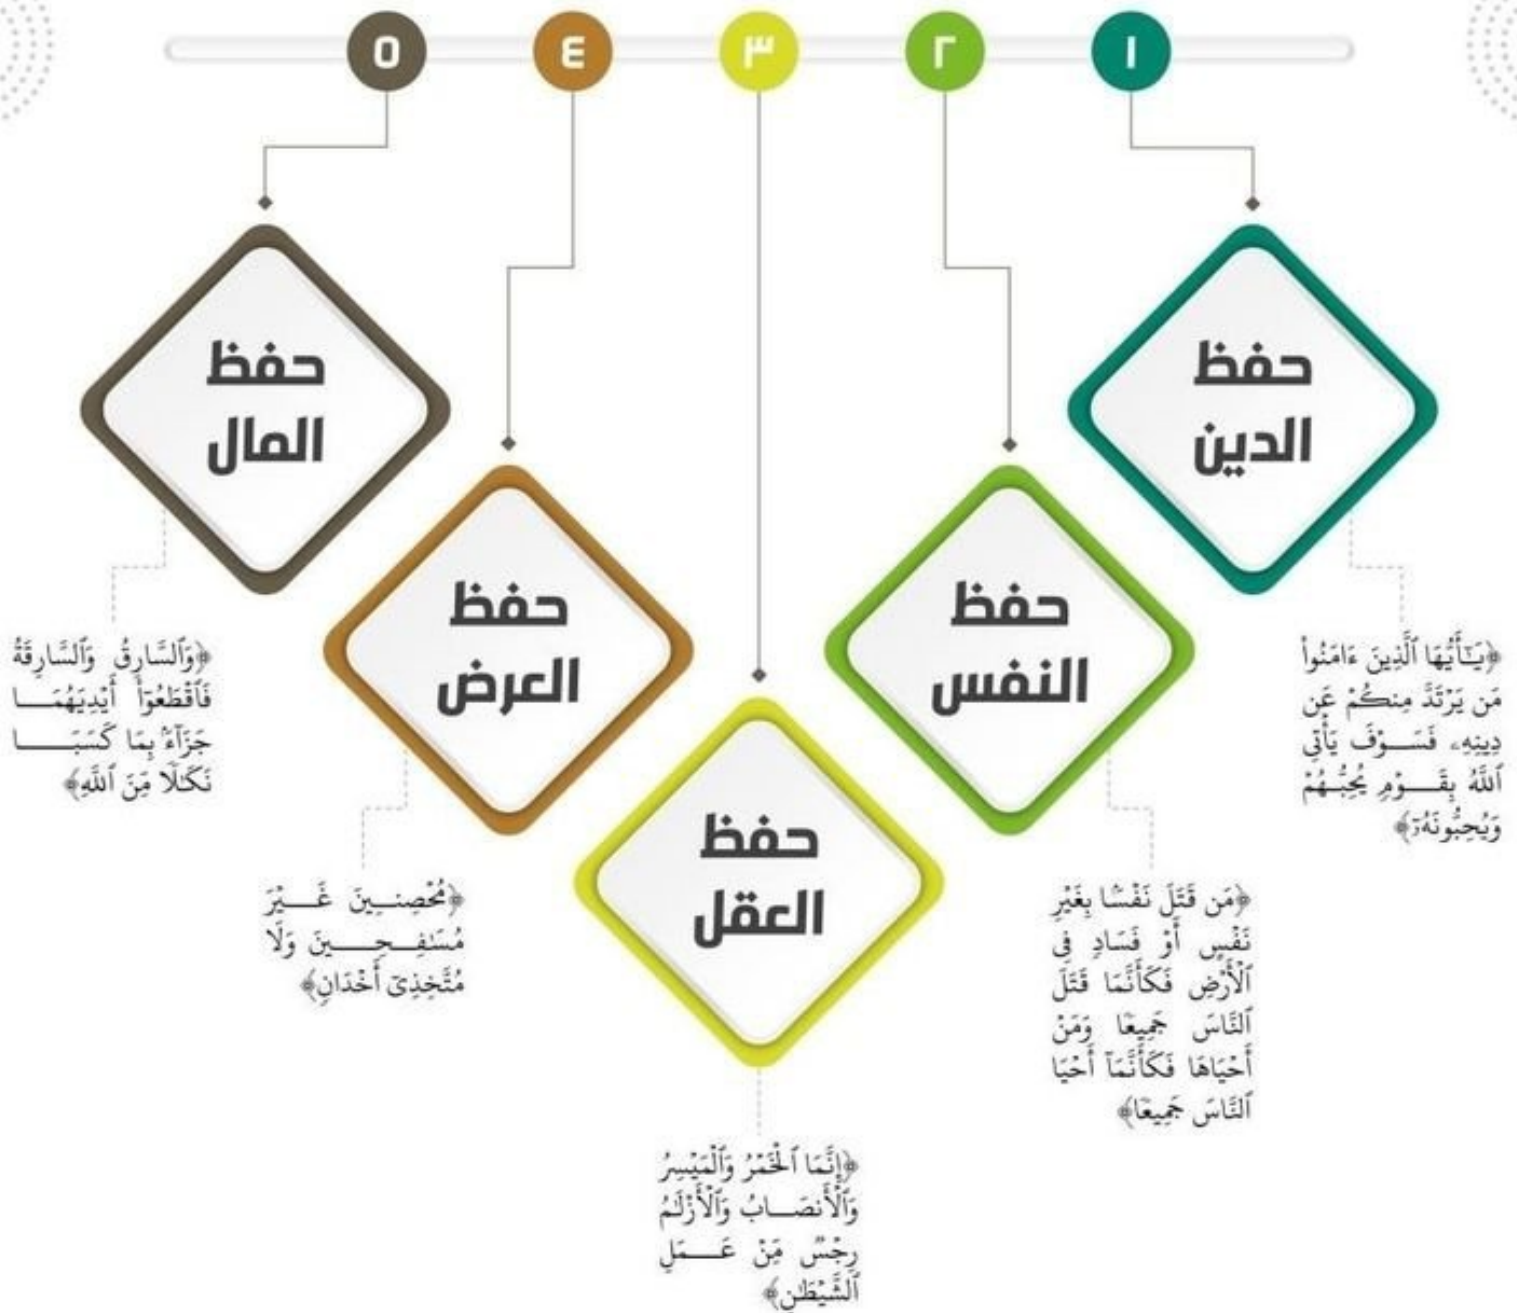 ١
٢
٣
٤
٥
حفظ
الدين
﴿يَـٰٓأَيُّهَا ٱلَّذِينَ ءَامَنُوا۟
مَن يَرْتَدَّ مِنكُمْ عَن
دِينِهِۦ فَسَوْفَ يَأْتِى
ٱللَّهُ بِقَوْمٍ يُحِبُّهُمْ
وَيُحِبُّونَهُۥٓ﴾
حفظ
النفس
﴿مَن قَتَلَ نَفْسًۢا بِغَيْرِ
نَفْسٍ أَوْ فَسَادٍ فِى
ٱلْأَرْضِ فَكَأَنَّمَا قَتَلَ
ٱلنَّاسَ جَمِيعًا وَمَنْ
أَحْيَاهَا فَكَأَنَّمَآ أَحْيَا
ٱلنَّاسَ جَمِيعًا﴾
حفظ
العقل
﴿إِنَّمَا ٱلْخَمْرُ وَٱلْمَيْسِرُ
وَٱلْأَنصَابُ وَٱلْأَزْلَـٰمُ
رِجْسٌ مِّنْ عَمَلِ
ٱلشَّيْطَـٰنِ﴾
حفظ
العرض
﴿مُحْصِنِينَ غَيْرَ
مُسَـٰفِحِينَ وَلَا
مُتَّخِذِىٓ أَخْدَانٍ﴾
حفظ
المال
﴿وَٱلسَّارِقُ وَٱلسَّارِقَةُ
فَٱقْطَعُوٓا۟ أَيْدِيَهُمَا
جَزَآءًۢ بِمَا كَسَبَا
نَكَـٰلًا مِّنَ ٱللَّهِ﴾